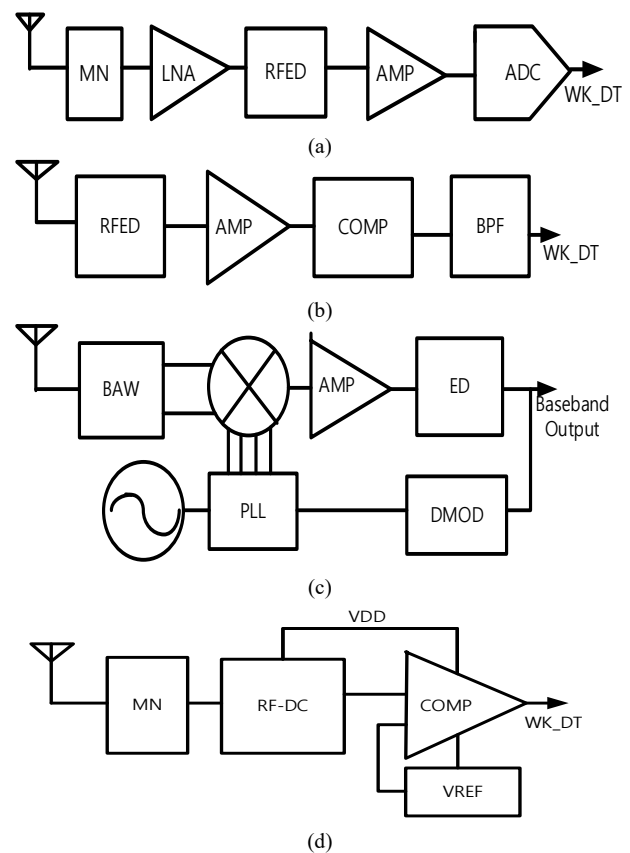 MN LNA RFED AMP ADC
WK_DT
(a)
RFED AMP COMP BPF
WK_DT
(b)
BAW AMP ED
Baseband
Output
PLL DMOD
(c)
VDD
MN RF-DC COMP
WK_DT
VREF
(d)